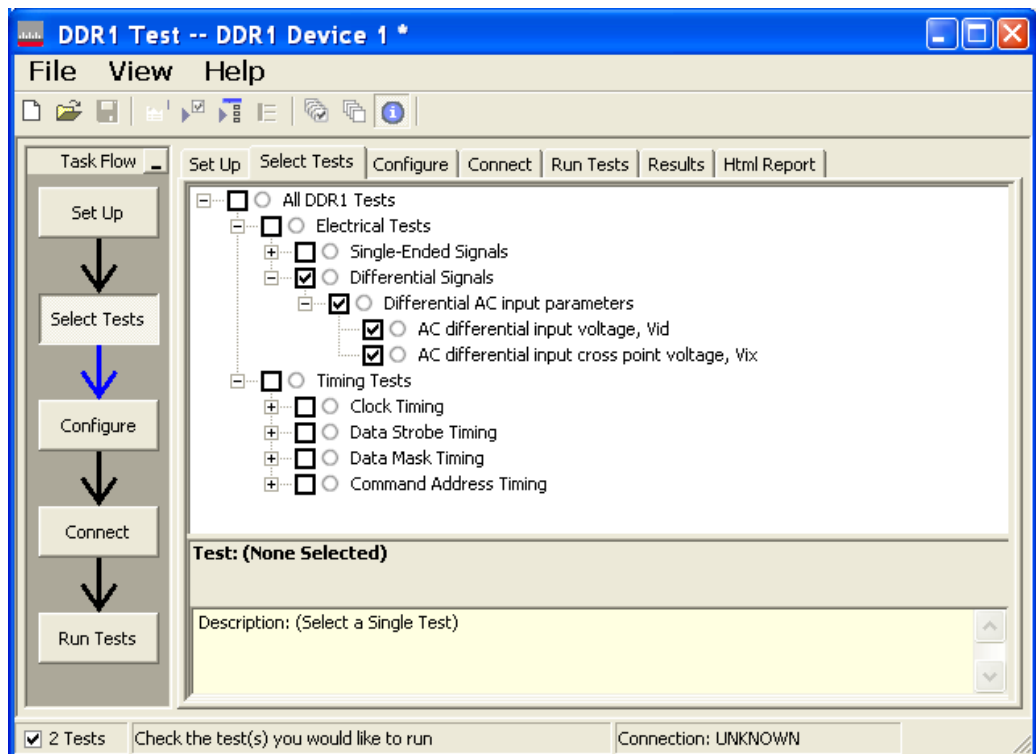 DDR1 Test -- DDR1 Device 1 *
File View Help
Task Flow
Set Up
Select Tests
Configure
Connect
Run Tests
Set Up Select Tests Configure Connect Run Tests Results Html Report
All DDR1 Tests
Electrical Tests
Single-Ended Signals
Differential Signals
Differential AC input parameters
AC differential input voltage, Vid
AC differential input cross point voltage, Vix
Timing Tests
Clock Timing
Data Strobe Timing
Data Mask Timing
Command Address Timing
Test: (None Selected)
Description: (Select a Single Test)
2 Tests Check the test(s) you would like to run Connection: UNKNOWN